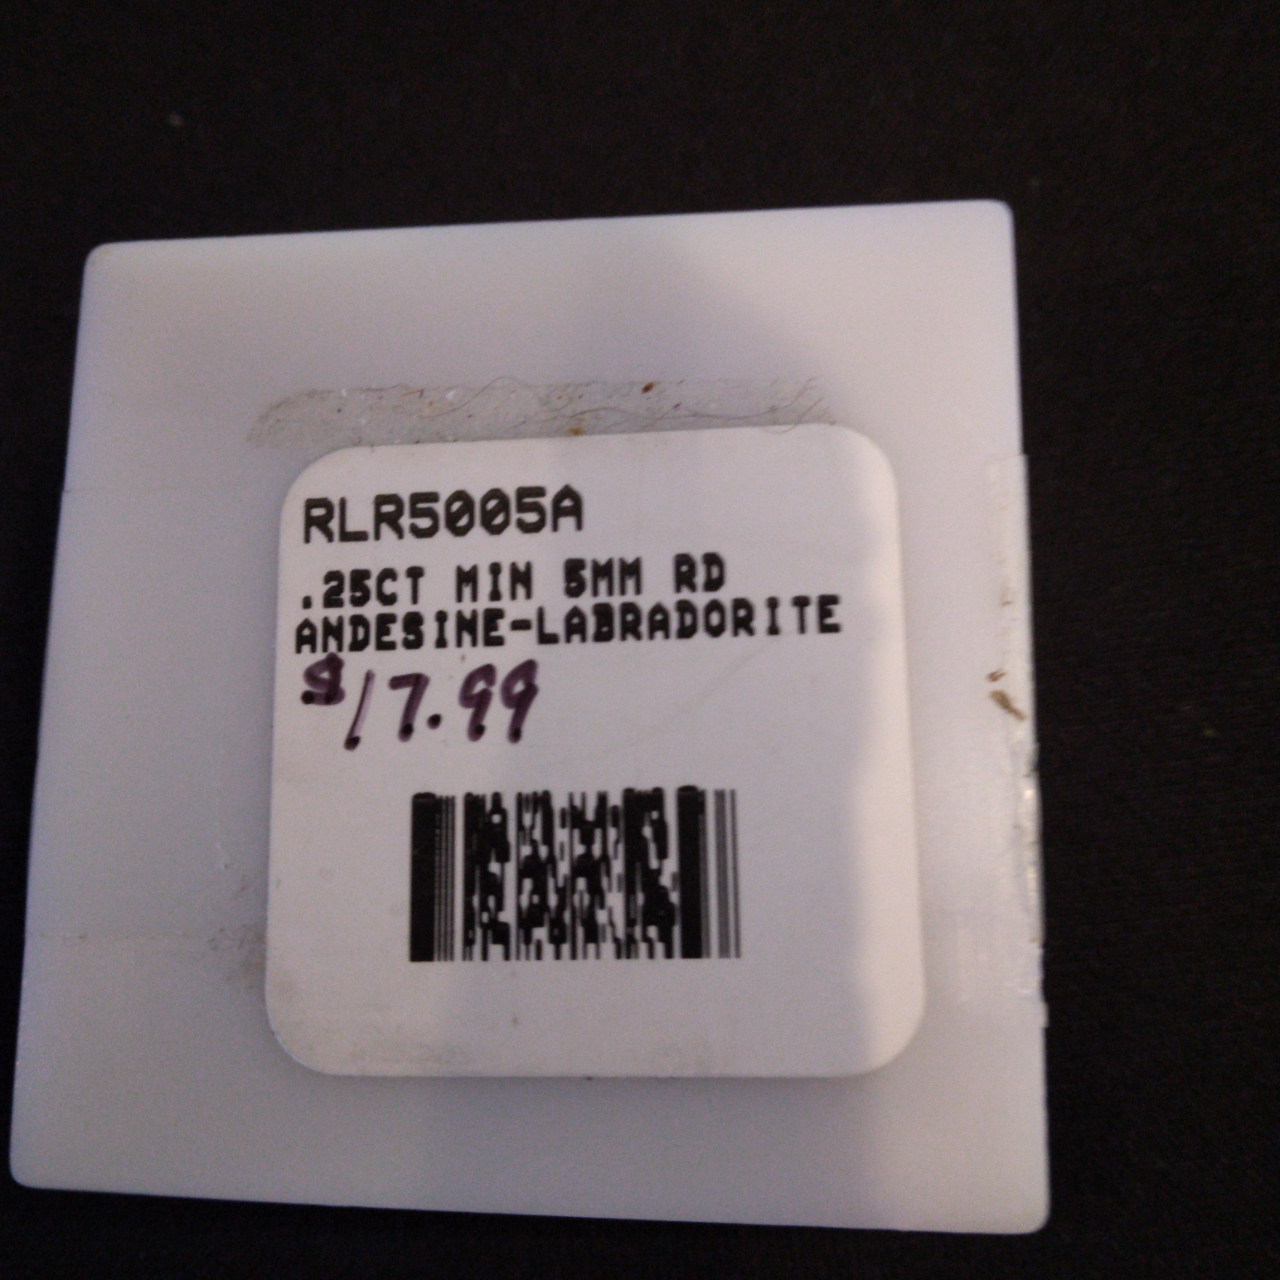 RLR5005A
.25CT MIN 5MM RD
ANDESINE-LABRADORITE
$17.99